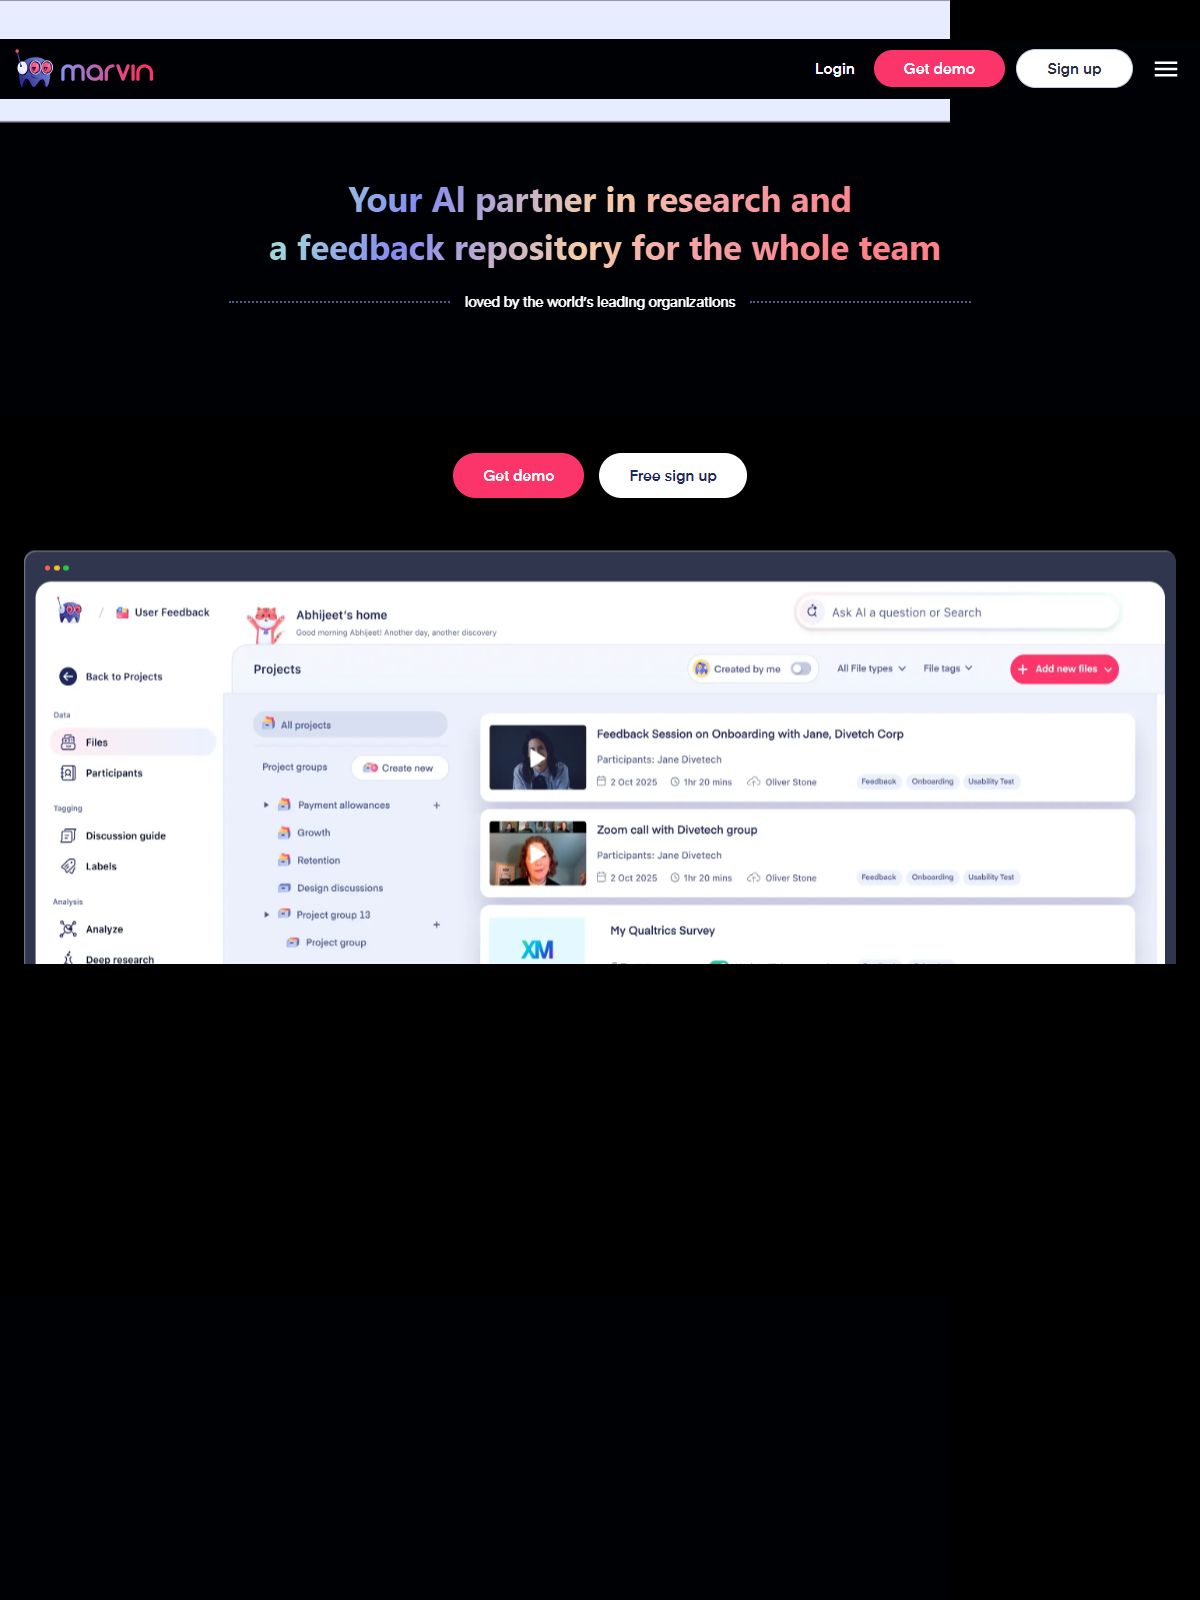 marvin
Login
Get demo
Sign up
Your AI partner in research and
a feedback repository for the whole team
loved by the world's leading organizations
Get demo
Free sign up
/ User Feedback
Abhijeet's home
Good morning Abhijeet! Another day, another discovery
Ask AI a question or Search
Back to Projects
Projects
Created by me
All File types
File tags
+ Add new files
Data
Files
Participants
Tagging
Discussion guide
Labels
Analysis
Analyze
Deep research
All projects
Project groups
Create new
Payment allowances +
Growth
Retention
Design discussions
Project group 13 +
Project group
Feedback Session on Onboarding with Jane, Divetch Corp
Participants: Jane Divetech
2 Oct 2025 1hr 20 mins Oliver Stone Feedback Onboarding Usability Test
Zoom call with Divetech group
Participants: Jane Divetech
2 Oct 2025 1hr 20 mins Oliver Stone Feedback Onboarding Usability Test
XM
My Qualtrics Survey